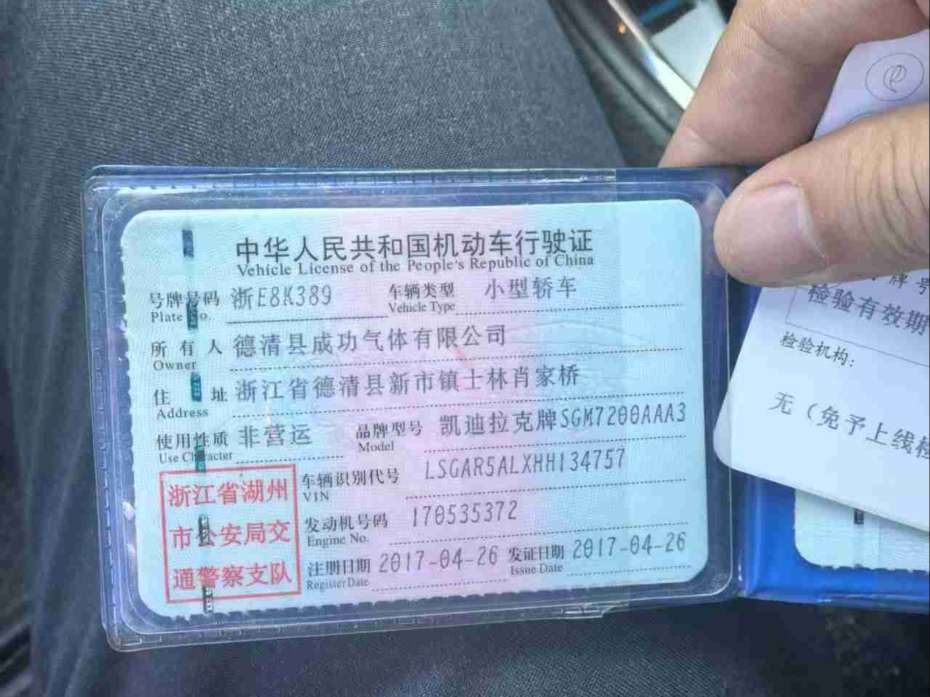 中华人民共和国机动车行驶证
Vehicle License of the People's Republic of China
号牌号码 浙E8K389 车辆类型 小型轿车
Plate No. Vehicle Type
所有人 德清县成功气体有限公司
Owner
住址 浙江省德清县新市镇士林肖家桥
Address
使用性质 非营运 品牌型号 凯迪拉克牌SGM7200AAA3
Use Character Model
车辆识别代号 LSGAR5ALXHH134757
VIN
发动机号码 170535372
Engine No.
注册日期 2017-04-26 发证日期 2017-04-26
Register Date Issue Date
浙江省湖州
市公安局交
通警察支队
牌号
检验有效期
检验机构:
无(免予上线检